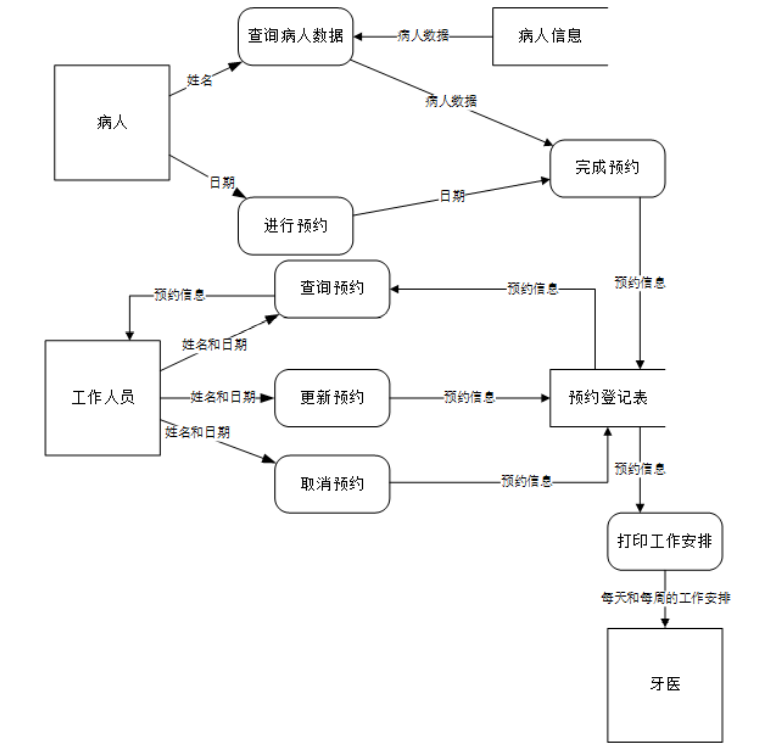 查询病人数据
病人数据
病人信息
姓名
病人
病人数据
完成预约
日期
日期
进行预约
预约信息
查询预约
预约信息
预约信息
姓名和日期
工作人员
姓名和日期
更新预约
预约信息
预约登记表
姓名和日期
取消预约
预约信息
预约信息
打印工作安排
每天和每周的工作安排
牙医